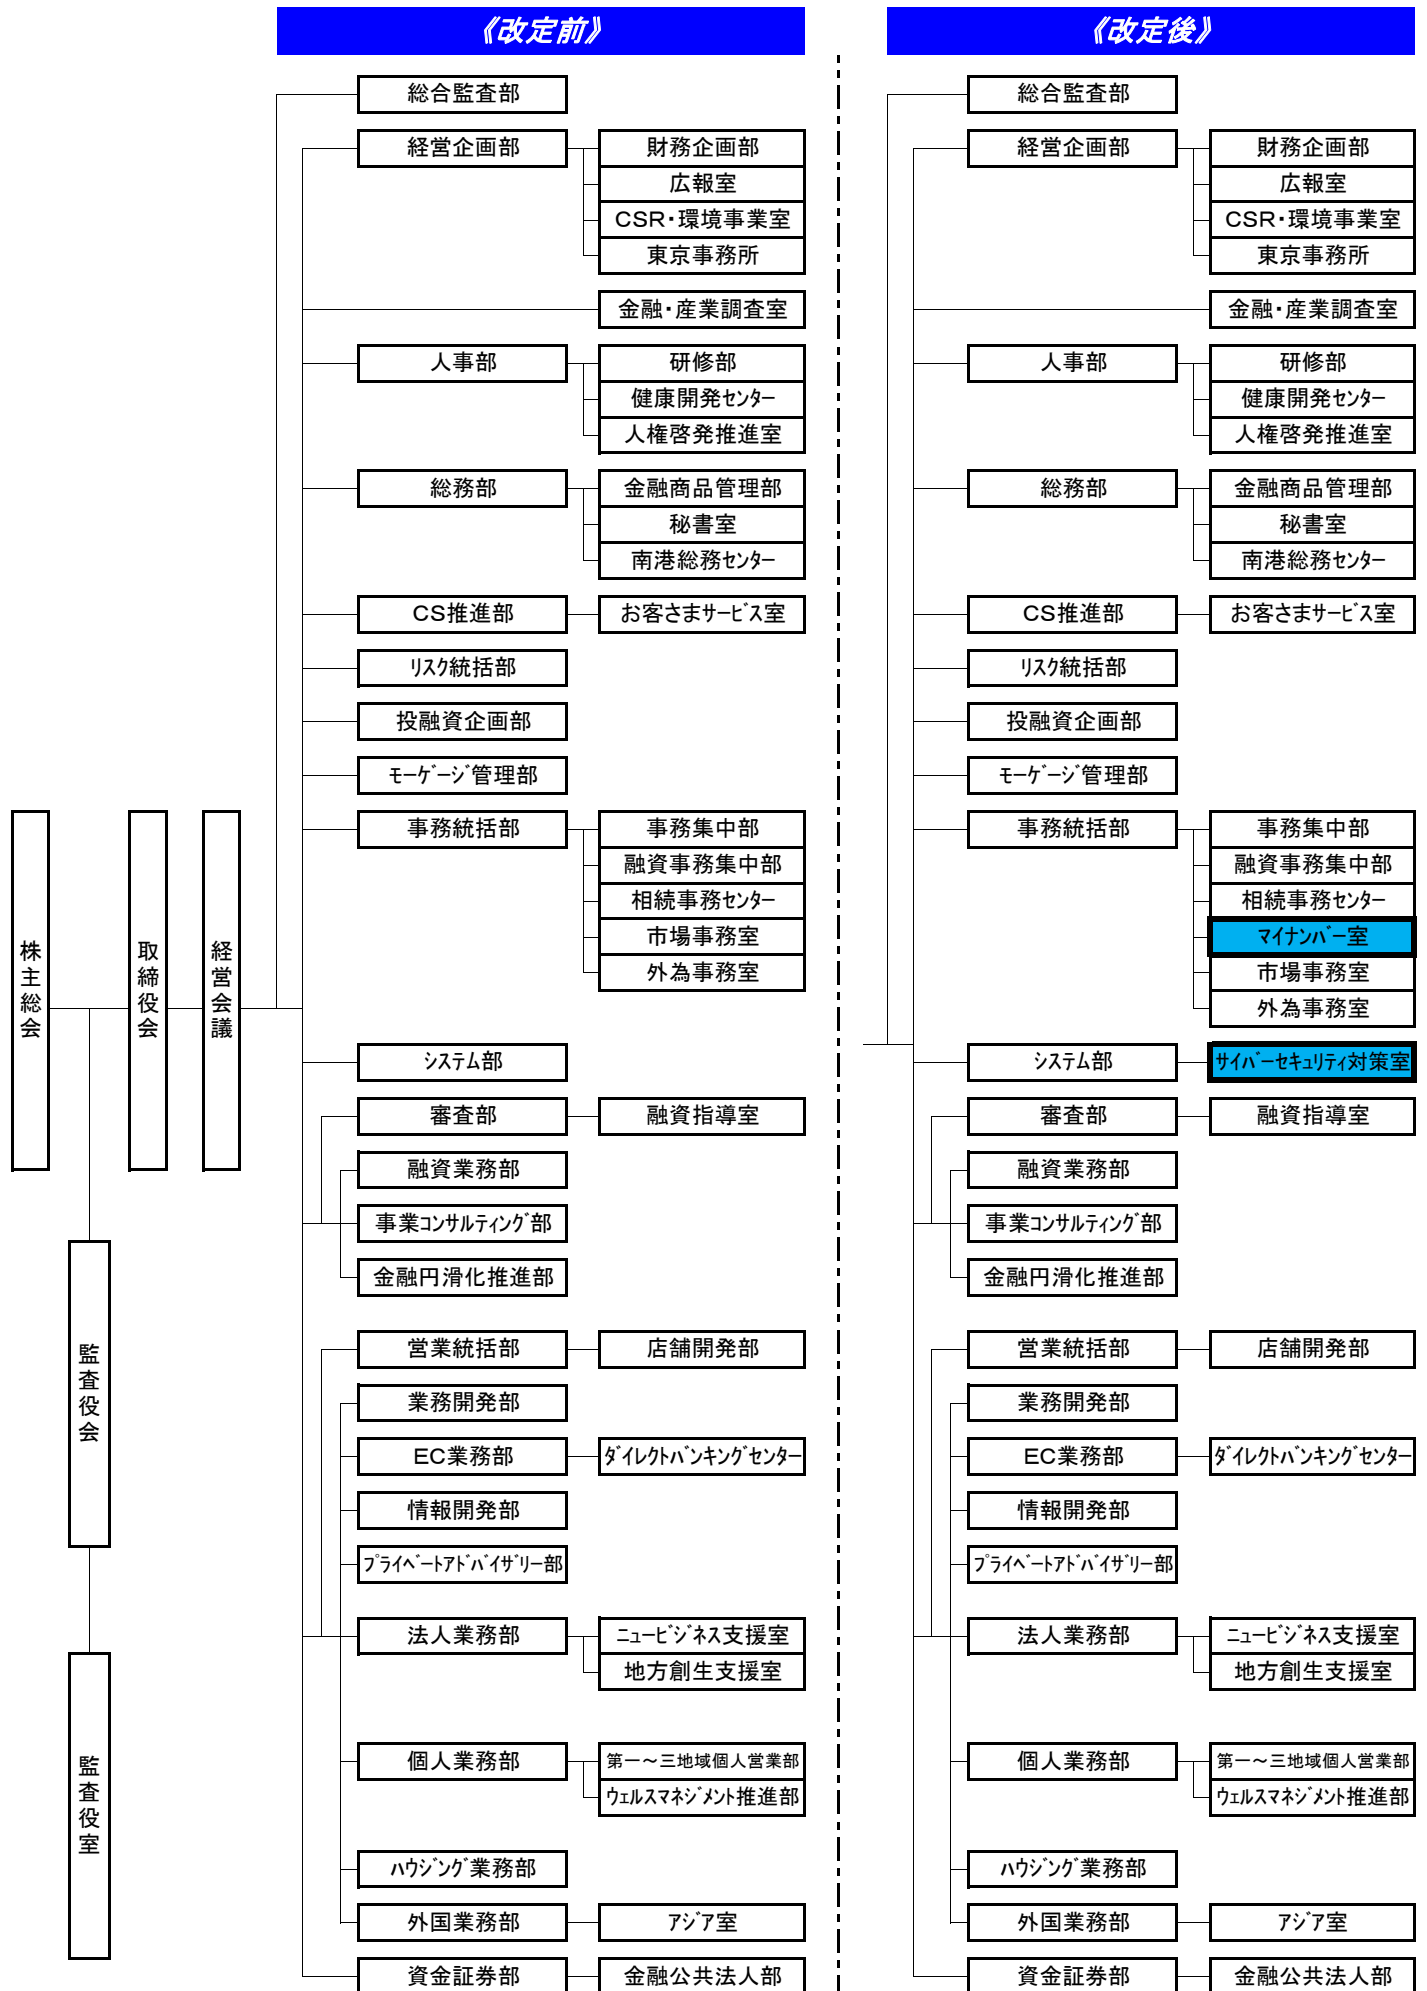 《改定前》
総合監査部
経営企画部
財務企画部
広報室
CSR・環境事業室
東京事務所
金融・産業調査室
人事部
研修部
健康開発ｾﾝﾀｰ
人権啓発推進室
総務部
金融商品管理部
秘書室
南港総務ｾﾝﾀｰ
CS推進部
お客さまｻｰﾋﾞｽ室
ﾘｽｸ統括部
投融資企画部
ﾓｰｹﾞｰｼﾞ管理部
事務統括部
事務集中部
融資事務集中部
相続事務ｾﾝﾀｰ
市場事務室
外為事務室
株主総会
取締役会
経営会議
ｼｽﾃﾑ部
審査部
融資指導室
融資業務部
事業ｺﾝｻﾙﾃｨﾝｸﾞ部
金融円滑化推進部
監査役会
営業統括部
店舗開発部
業務開発部
EC業務部
ﾀﾞｲﾚｸﾄﾊﾞﾝｷﾝｸﾞｾﾝﾀｰ
情報開発部
ﾌﾟﾗｲﾍﾞｰﾄｱﾄﾞﾊﾞｲｻﾞﾘｰ部
法人業務部
ﾆｭｰﾋﾞｼﾞﾈｽ支援室
地方創生支援室
監査役室
個人業務部
第一～三地域個人営業部
ｳｪﾙｽﾏﾈｼﾞﾒﾝﾄ推進部
ﾊｳｼﾞﾝｸﾞ業務部
外国業務部
ｱｼﾞｱ室
資金証券部
金融公共法人部
《改定後》
総合監査部
経営企画部
財務企画部
広報室
CSR・環境事業室
東京事務所
金融・産業調査室
人事部
研修部
健康開発ｾﾝﾀｰ
人権啓発推進室
総務部
金融商品管理部
秘書室
南港総務ｾﾝﾀｰ
CS推進部
お客さまｻｰﾋﾞｽ室
ﾘｽｸ統括部
投融資企画部
ﾓｰｹﾞｰｼﾞ管理部
事務統括部
事務集中部
融資事務集中部
相続事務ｾﾝﾀｰ
ﾏｲﾅﾝﾊﾞｰ室
市場事務室
外為事務室
ｼｽﾃﾑ部
ｻｲﾊﾞｰｾｷｭﾘﾃｨ対策室
審査部
融資指導室
融資業務部
事業ｺﾝｻﾙﾃｨﾝｸﾞ部
金融円滑化推進部
営業統括部
店舗開発部
業務開発部
EC業務部
ﾀﾞｲﾚｸﾄﾊﾞﾝｷﾝｸﾞｾﾝﾀｰ
情報開発部
ﾌﾟﾗｲﾍﾞｰﾄｱﾄﾞﾊﾞｲｻﾞﾘｰ部
法人業務部
ﾆｭｰﾋﾞｼﾞﾈｽ支援室
地方創生支援室
個人業務部
第一～三地域個人営業部
ｳｪﾙｽﾏﾈｼﾞﾒﾝﾄ推進部
ﾊｳｼﾞﾝｸﾞ業務部
外国業務部
ｱｼﾞｱ室
資金証券部
金融公共法人部